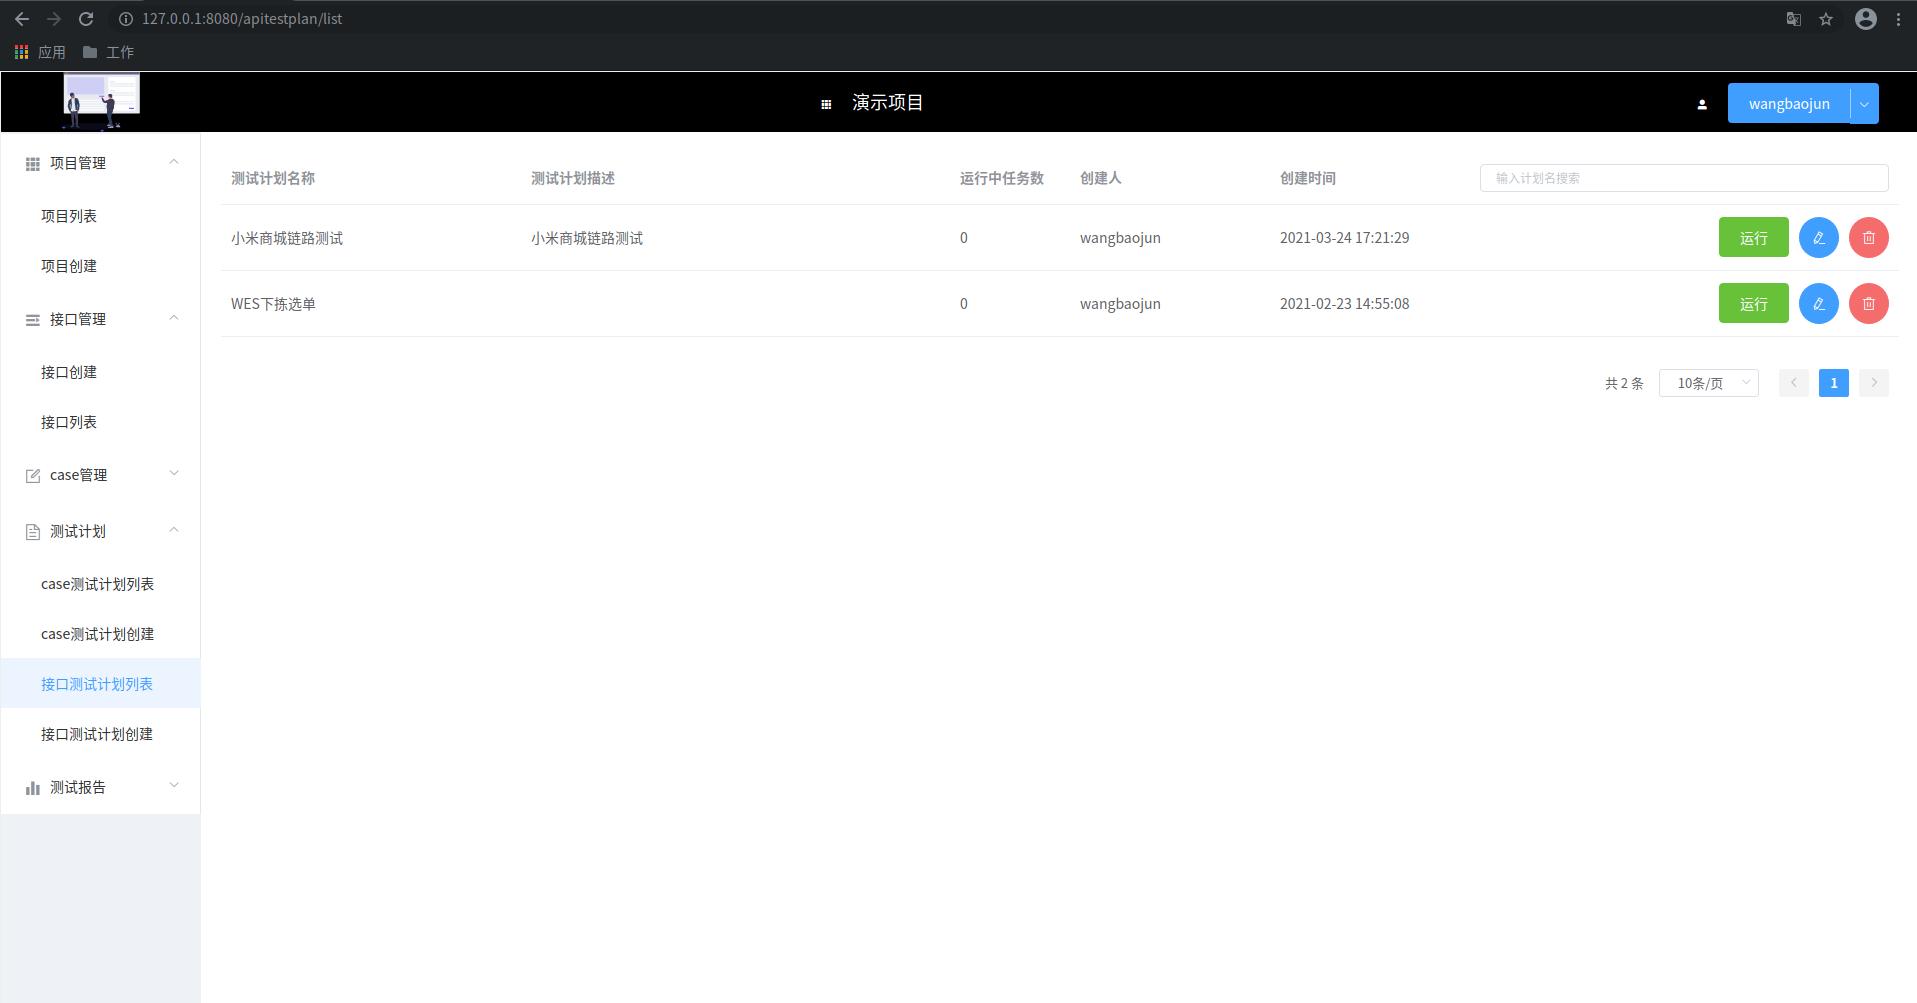 127.0.0.1:8080/apitestplan/list
应用 工作
演示项目 wangbaojun
项目管理
项目列表
项目创建
接口管理
接口创建
接口列表
case管理
测试计划
case测试计划列表
case测试计划创建
接口测试计划列表
接口测试计划创建
测试报告
测试计划名称 测试计划描述 运行中任务数 创建人 创建时间 输入计划名搜索
小米商城链路测试 小米商城链路测试 0 wangbaojun 2021-03-24 17:21:29 运行
WES下拣选单 0 wangbaojun 2021-02-23 14:55:08 运行
共 2 条 10条/页 1